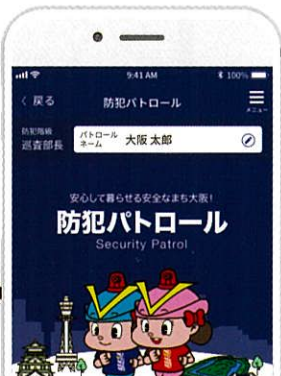 9:41 AM 100%
戻る 防犯パトロール メニュー
防犯階級 巡査部長
パトロールネーム 大阪 太郎
安心して暮らせる安全なまち大阪!
防犯パトロール
Security Patrol